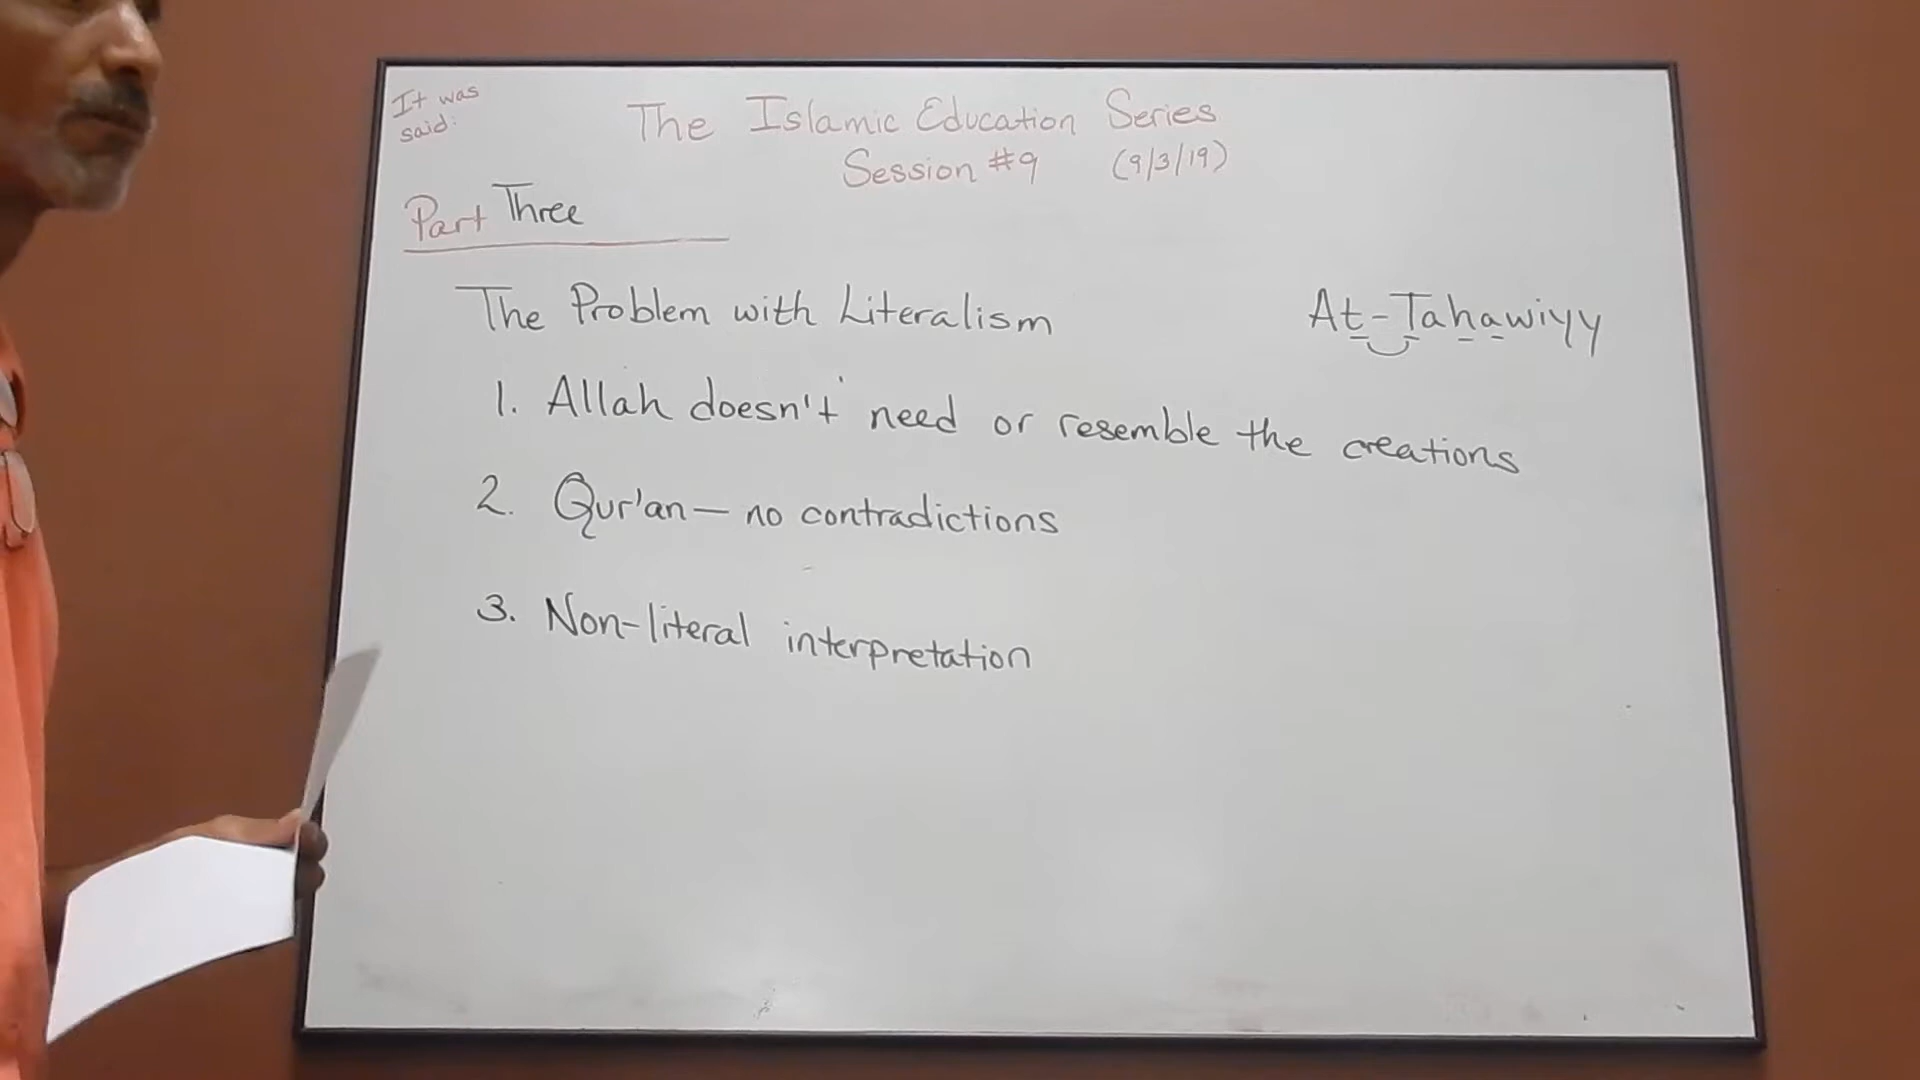 It was
said:
The Islamic Education Series
Session #9 (9/3/19)
Part Three
The Problem with Literalism
At-Tahawiyy
1. Allah doesn't need or resemble the creations
2. Qur'an — no contradictions
3. Non-literal interpretation